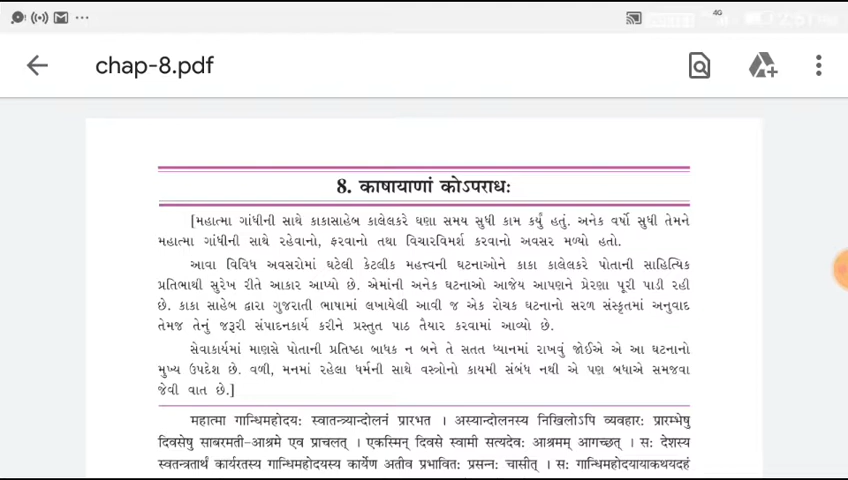 4G
chap-8.pdf
8. काषायाणां कोऽपराधः
[મહાત્મા ગાંધીની સાથે કાકાસાહેબ કાલેલકરે ઘણા સમય સુધી કામ કર્યું હતું. અનેક વર્ષો સુધી તેમને
મહાત્મા ગાંધીની સાથે રહેવાનો, ફરવાનો તથા વિચારવિમર્શ કરવાનો અવસર મળ્યો હતો.
આવા વિવિધ અવસરોમાં ઘટેલી કેટલીક મહત્ત્વની ઘટનાઓને કાકા કાલેલકરે પોતાની સાહિત્યિક
પ્રતિભાથી સુરેખ રીતે આકાર આપ્યો છે. એમાંની અનેક ઘટનાઓ આજેય આપણને પ્રેરણા પૂરી પાડી રહી
છે. કાકા સાહેબ દ્વારા ગુજરાતી ભાષામાં લખાયેલી આવી જ એક રોચક ઘટનાનો સરળ સંસ્કૃતમાં અનુવાદ
તેમજ તેનું જરૂરી સંપાદનકાર્ય કરીને પ્રસ્તુત પાઠ તૈયાર કરવામાં આવ્યો છે.
સેવાકાર્યમાં માણસે પોતાની પ્રતિષ્ઠા બાધક ન બને તે સતત ધ્યાનમાં રાખવું જોઈએ એ આ ઘટનાનો
મુખ્ય ઉપદેશ છે. વળી, મનમાં રહેલા ધર્મની સાથે વસ્ત્રોનો કાયમી સંબંધ નથી એ પણ બધાએ સમજવા
જેવી વાત છે.]
महात्मा गान्धिमहोदयः स्वातन्त्र्यान्दोलनं प्रारभत । अस्यान्दोलनस्य निखिलोऽपि व्यवहारः प्रारम्भेषु
दिवसेषु साबरमती-आश्रमे एव प्राचलत् । एकस्मिन् दिवसे स्वामी सत्यदेवः आश्रमम् आगच्छत् । सः देशस्य
स्वतन्त्रतार्थं कार्यरतस्य गान्धिमहोदयस्य कार्येण अतीव प्रभावितः प्रसन्नः चासीत् । सः गान्धिमहोदयायाकथयदहं